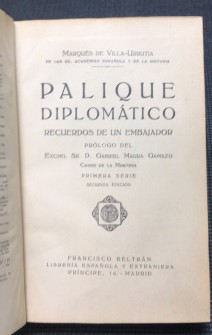 MARQUÉS DE VILLA-URRUTIA
DE LAS RR. ACADEMIAS ESPAÑOLA Y DE LA HISTORIA
PALIQUE
DIPLOMÁTICO
RECUERDOS DE UN EMBAJADOR
PRÓLOGO DEL
EXCMO. SR. D. GABRIEL MAURA GAMAZO
CONDE DE LA MORTERA
PRIMERA SERIE
SEGUNDA EDICIÓN
FRANCISCO BELTRÁN
LIBRERÍA ESPAÑOLA Y EXTRANJERA
PRÍNCIPE, 16.-MADRID